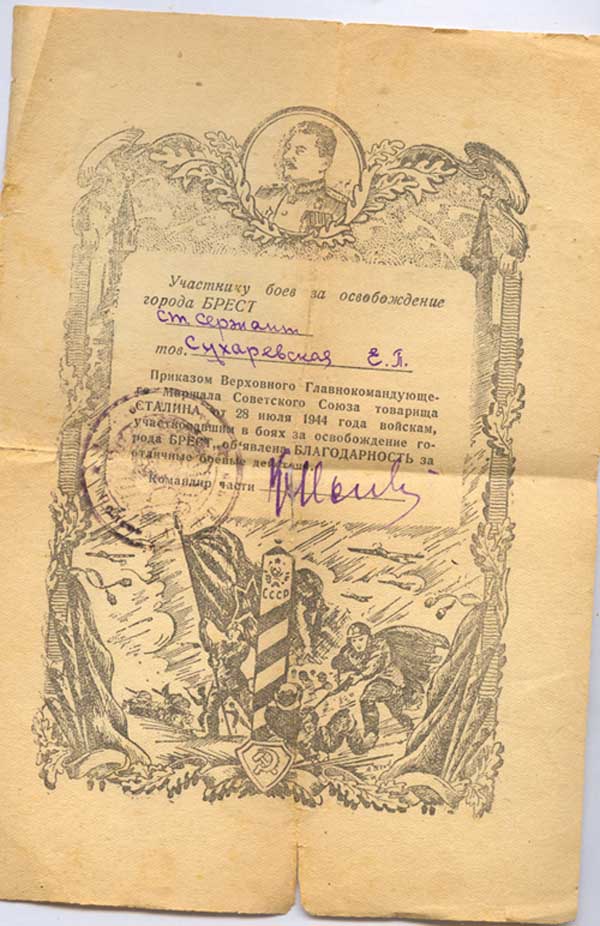 Участнику боев за освобождение
города БРЕСТ
ст сержант
тов. Сухаревская Е.П.
Приказом Верховного Главнокомандующе-
го Маршала Советского Союза товарища
СТАЛИНА, от 28 июля 1944 года войскам,
участвовавшим в боях за освобождение го-
рода БРЕСТ, объявлена БЛАГОДАРНОСТЬ за
отличные боевые действия.
Командир части
СССР